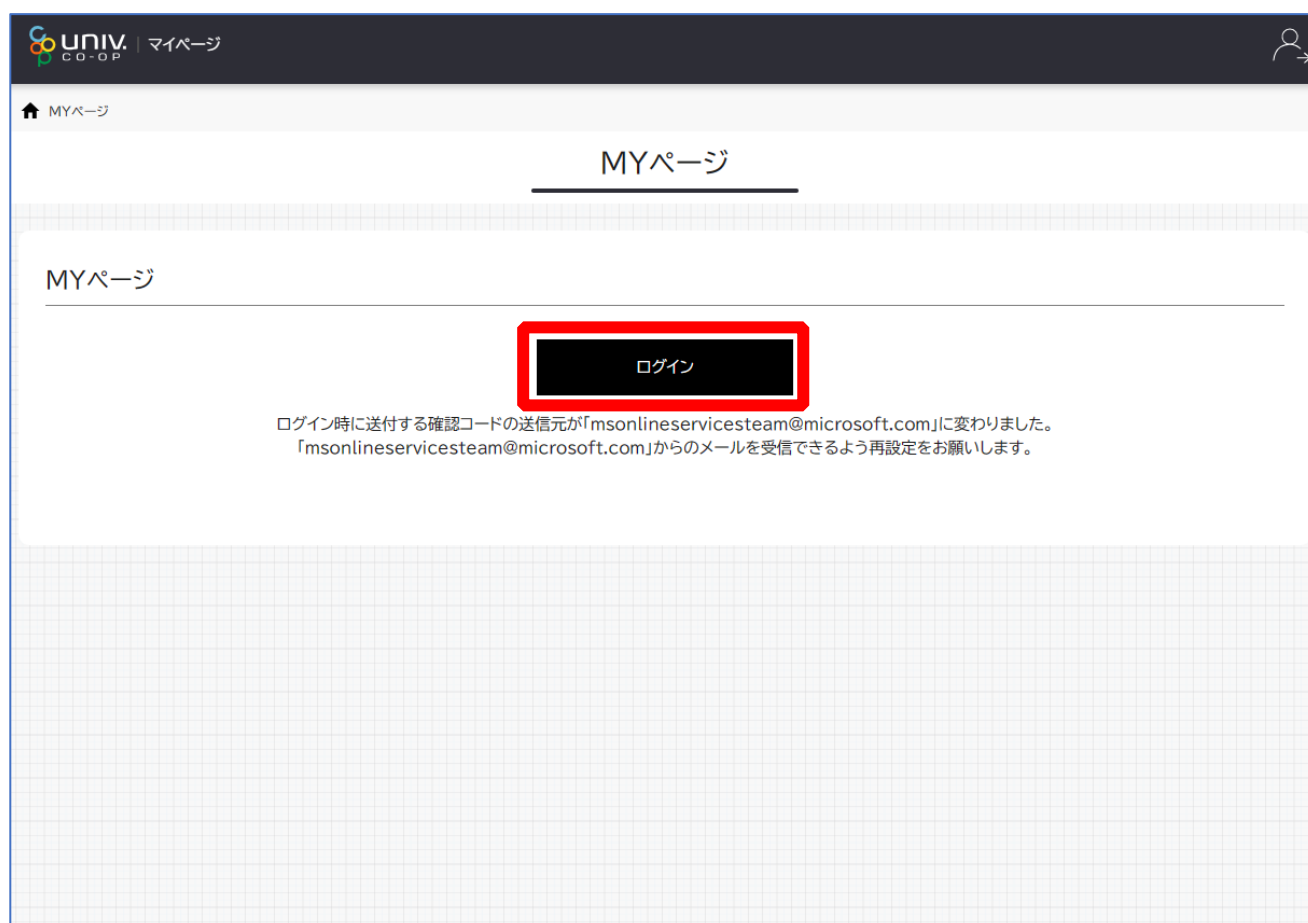 UNIV. CO-OP マイページ
MYページ
MYページ
MYページ
ログイン
ログイン時に送付する確認コードの送信元が「msonlineservicesteam@microsoft.com」に変わりました。
「msonlineservicesteam@microsoft.com」からのメールを受信できるよう再設定をお願いします。